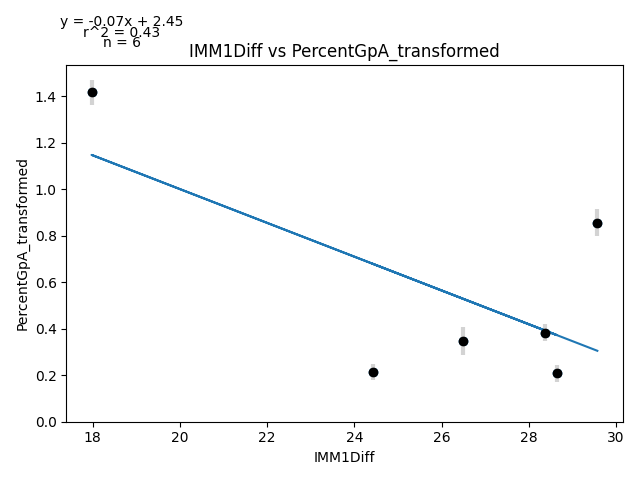 y = -0.07x + 2.45
r^2 = 0.43
n = 6
IMM1Diff vs PercentGpA_transformed
PercentGpA_transformed
1.4
1.2
1.0
0.8
0.6
0.4
0.2
0.0
18
20
22
24
26
28
30
IMM1Diff